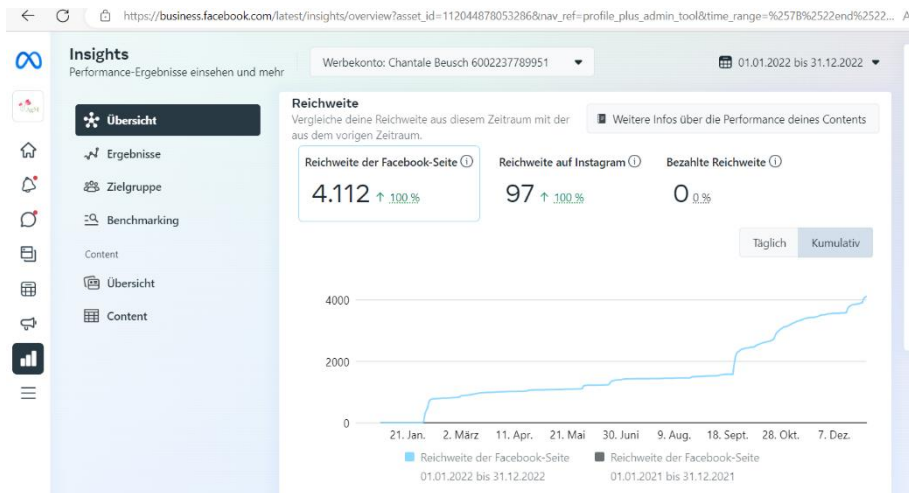 https://business.facebook.com/latest/insights/overview?asset_id=112044878053286&nav_ref=profile_plus_admin_tool&time_range=%257B%2522end%2522... A
Insights
Performance-Ergebnisse einsehen und mehr
Werbekonto: Chantale Beusch 6002237789951
01.01.2022 bis 31.12.2022
Übersicht
Ergebnisse
Zielgruppe
Benchmarking
Content
Übersicht
Content
Reichweite
Vergleiche deine Reichweite aus diesem Zeitraum mit der
aus dem vorigen Zeitraum.
Weitere Infos über die Performance deines Contents
Reichweite der Facebook-Seite
4.112 ↑ 100 %
Reichweite auf Instagram
97 ↑ 100 %
Bezahlte Reichweite
0 0 %
Täglich Kumulativ
4000
2000
0
21. Jan. 2. März 11. Apr. 21. Mai 30. Juni 9. Aug. 18. Sept. 28. Okt. 7. Dez.
Reichweite der Facebook-Seite
01.01.2022 bis 31.12.2022
Reichweite der Facebook-Seite
01.01.2021 bis 31.12.2021